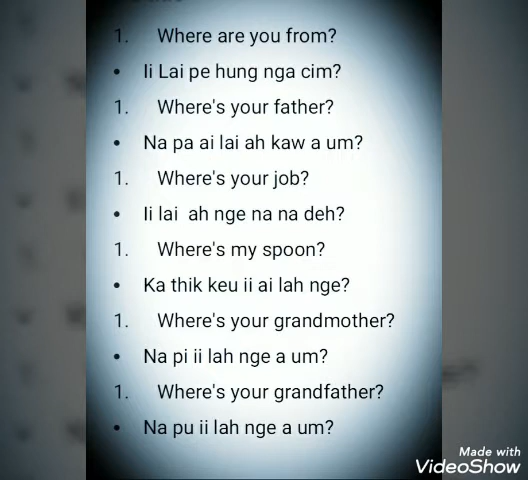 1. Where are you from?
• Ii Lai pe hung nga cim?
1. Where's your father?
• Na pa ai lai ah kaw a um?
1. Where's your job?
• Ii lai ah nge na na deh?
1. Where's my spoon?
• Ka thik keu ii ai lah nge?
1. Where's your grandmother?
• Na pi ii lah nge a um?
1. Where's your grandfather?
• Na pu ii lah nge a um?
Made with
VideoShow